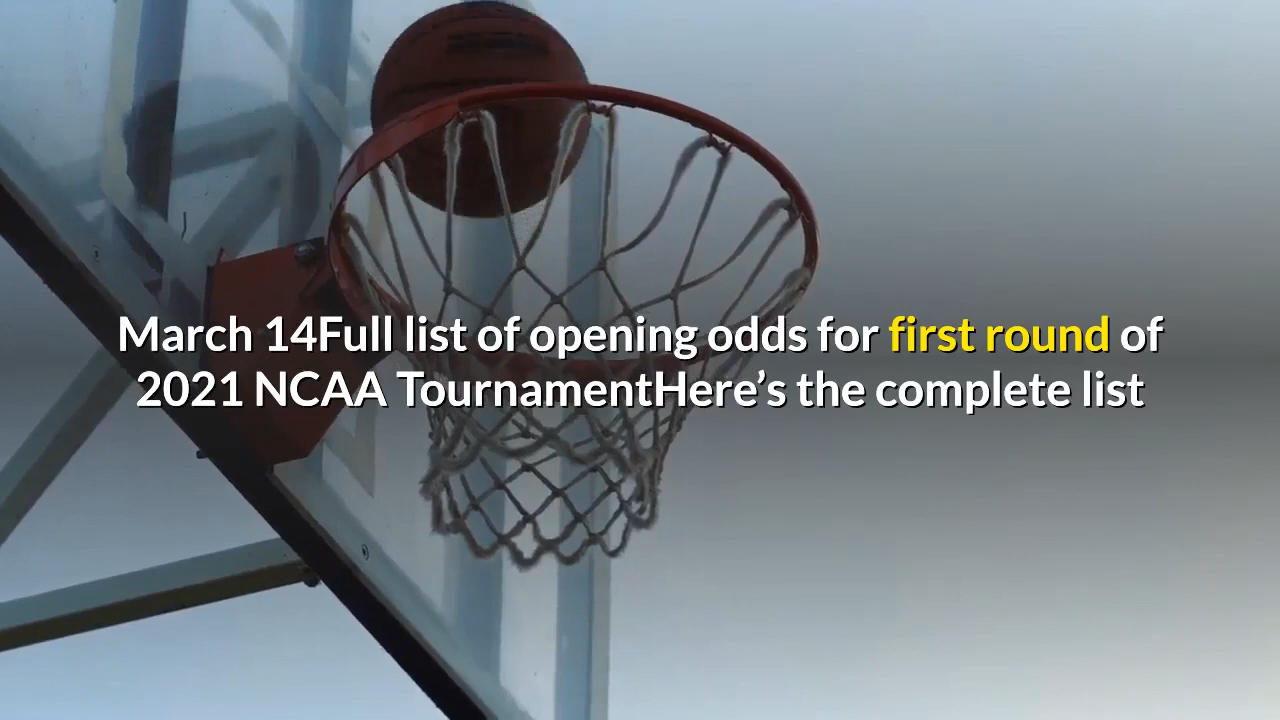 March 14Full list of opening odds for first round of
2021 NCAA TournamentHere’s the complete list